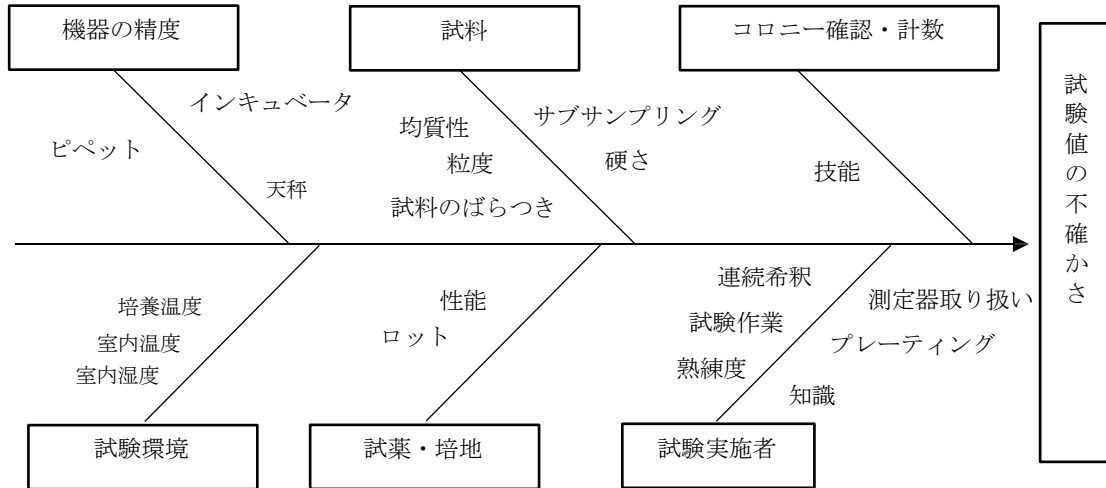 機器の精度
試料
コロニー確認・計数
インキュベータ
ピペット
天秤
均質性
粒度
試料のばらつき
サブサンプリング
硬さ
技能
試験値の不確かさ
培養温度
室内温度
室内湿度
性能
ロット
連続希釈
試験作業
熟練度
測定器取り扱い
プレーティング
知識
試験環境
試薬・培地
試験実施者